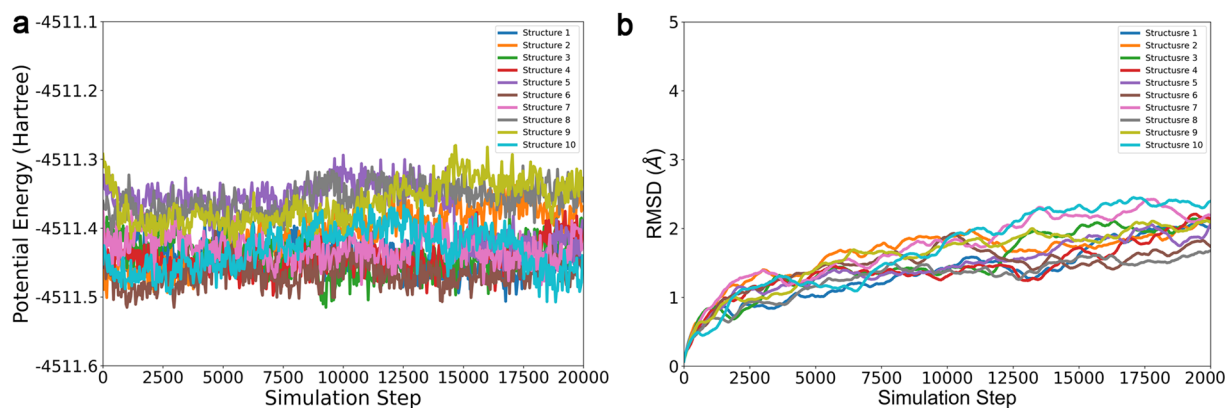 a
-4511.1
-4511.2
-4511.3
-4511.4
-4511.5
-4511.6
Potential Energy (Hartree)
0 2500 5000 7500 10000 12500 15000 17500 20000
Simulation Step
Structure 1
Structure 2
Structure 3
Structure 4
Structure 5
Structure 6
Structure 7
Structure 8
Structure 9
Structure 10
b
5
4
3
2
1
0
RMSD (Å)
0 2500 5000 7500 10000 12500 15000 17500 20000
Simulation Step
Structusre 1
Structusre 2
Structusre 3
Structusre 4
Structusre 5
Structusre 6
Structusre 7
Structusre 8
Structusre 9
Structusre 10